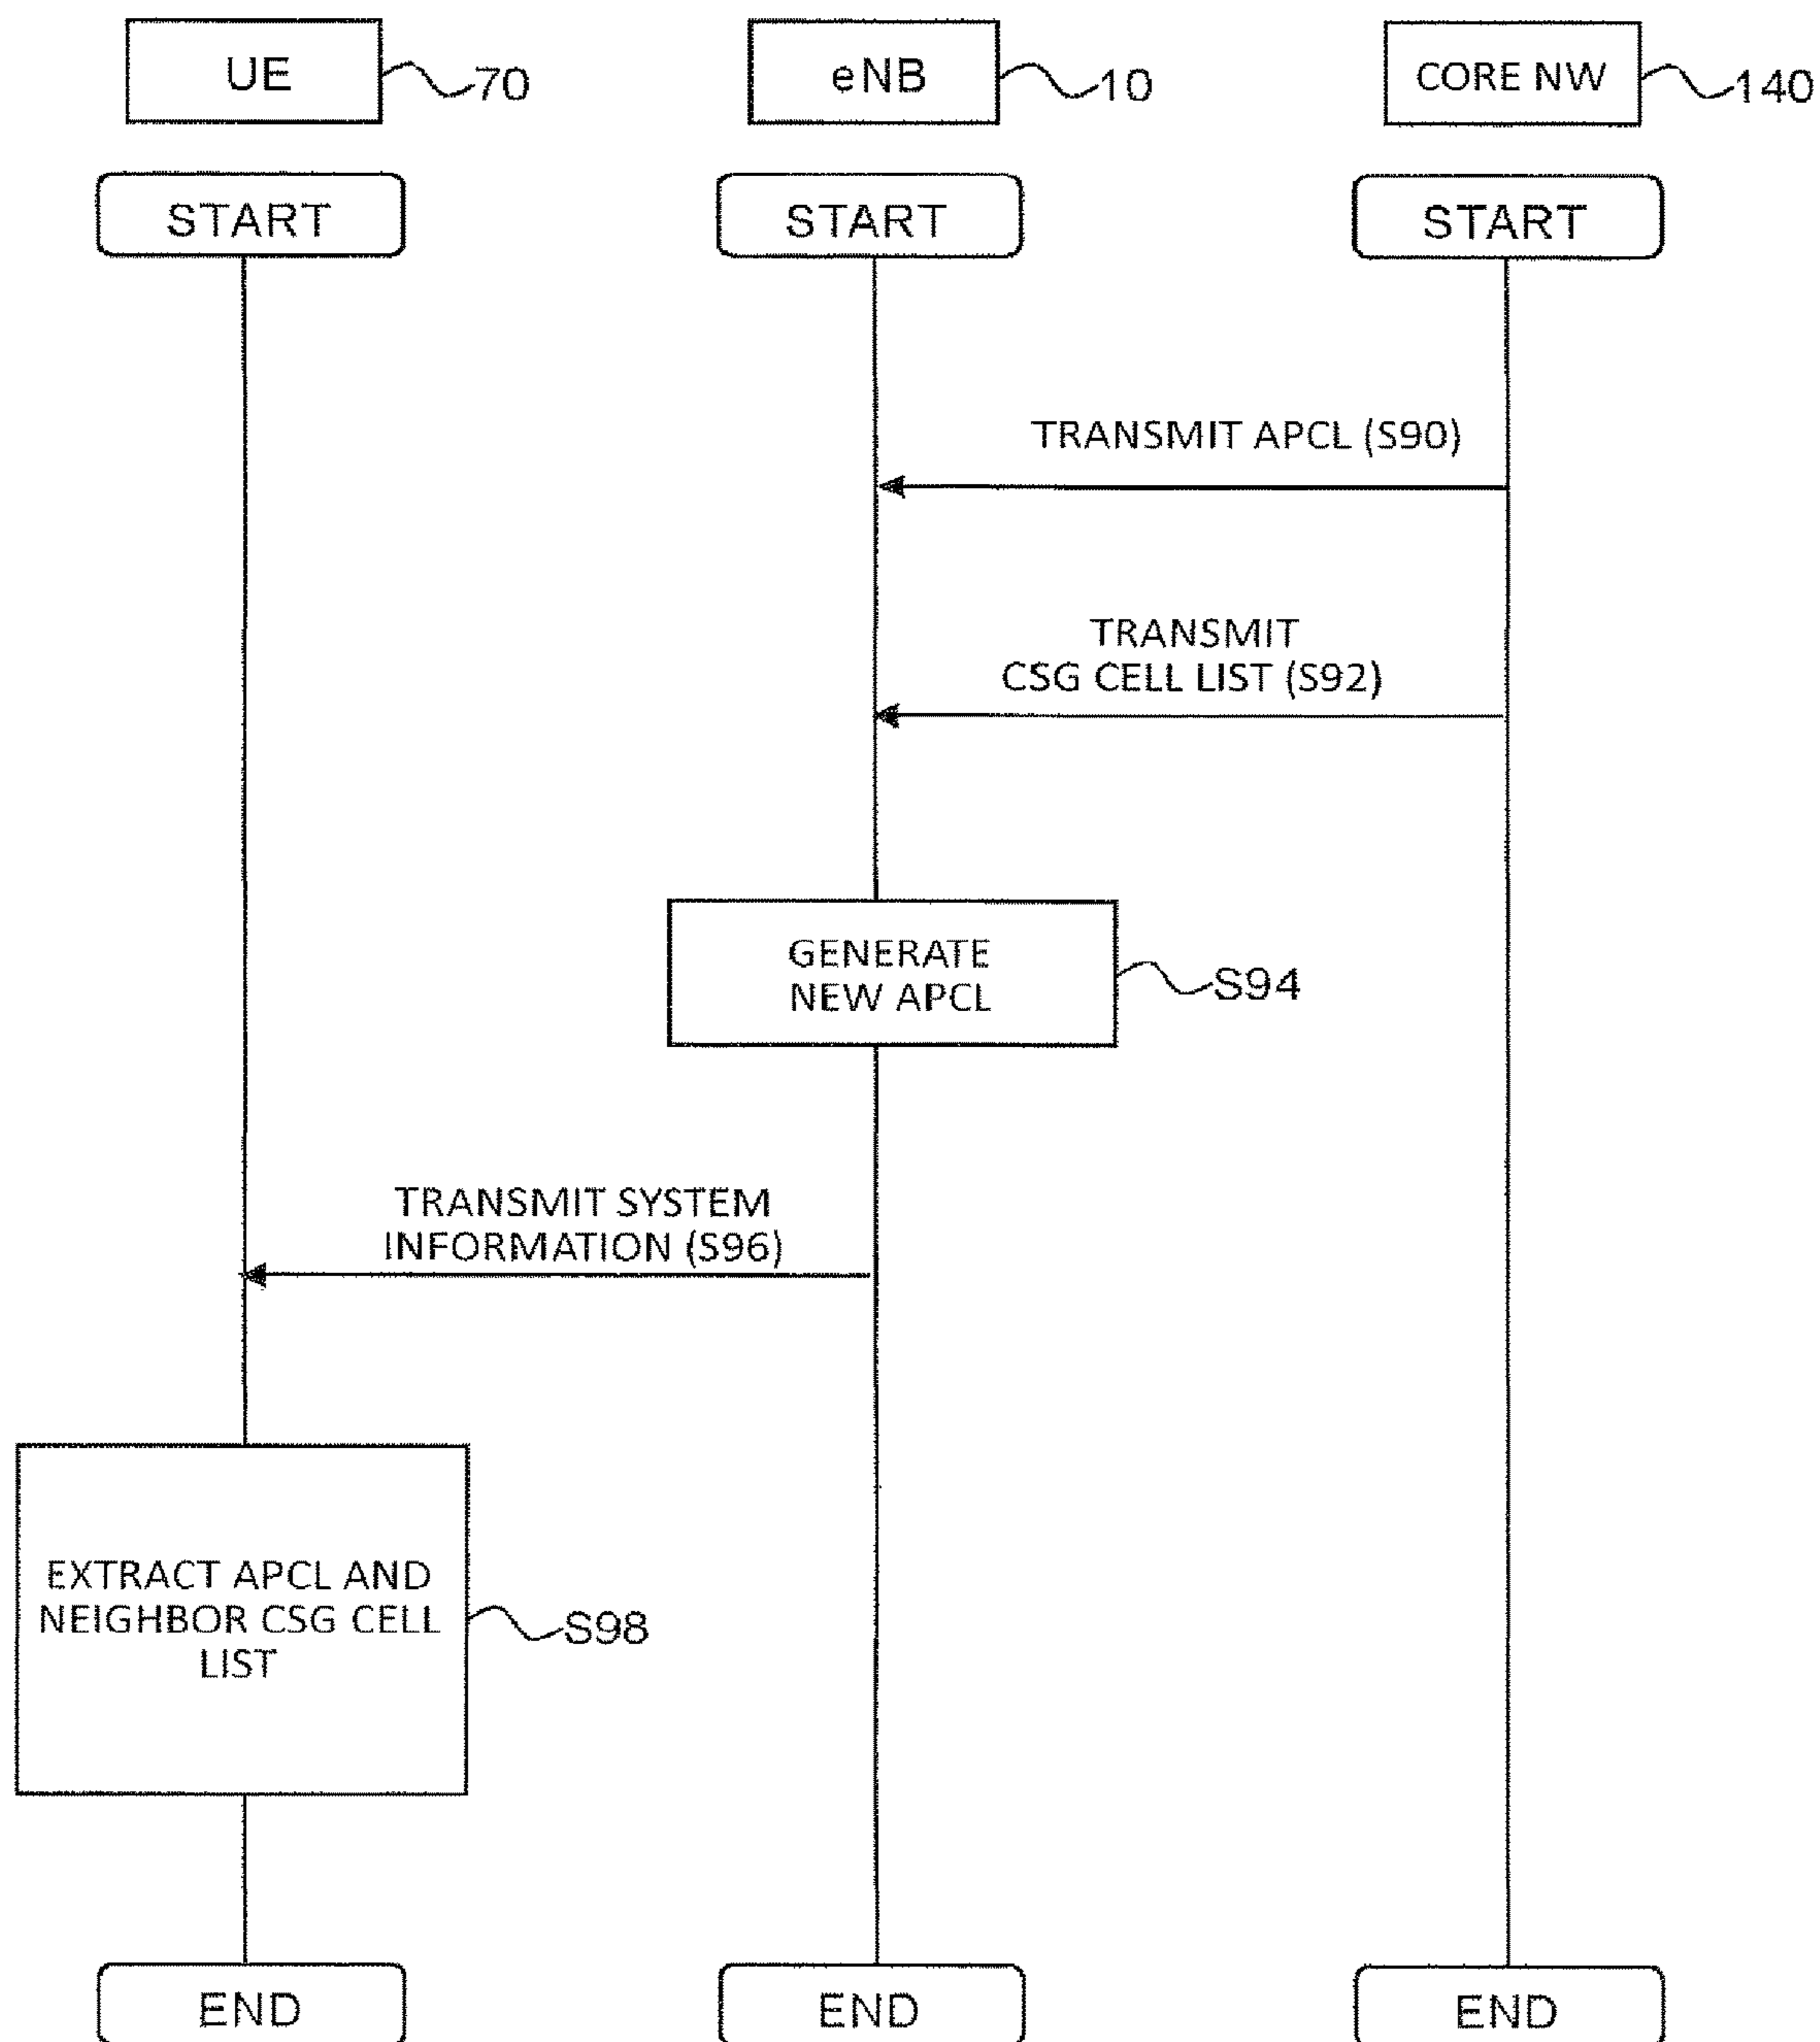 UE
70
eNB
10
CORE NW
140
START
START
START
TRANSMIT APCL (S90)
TRANSMIT
CSG CELL LIST (S92)
GENERATE
NEW APCL
S94
TRANSMIT SYSTEM
INFORMATION (S96)
EXTRACT APCL AND
NEIGHBOR CSG CELL
LIST
S98
END
END
END